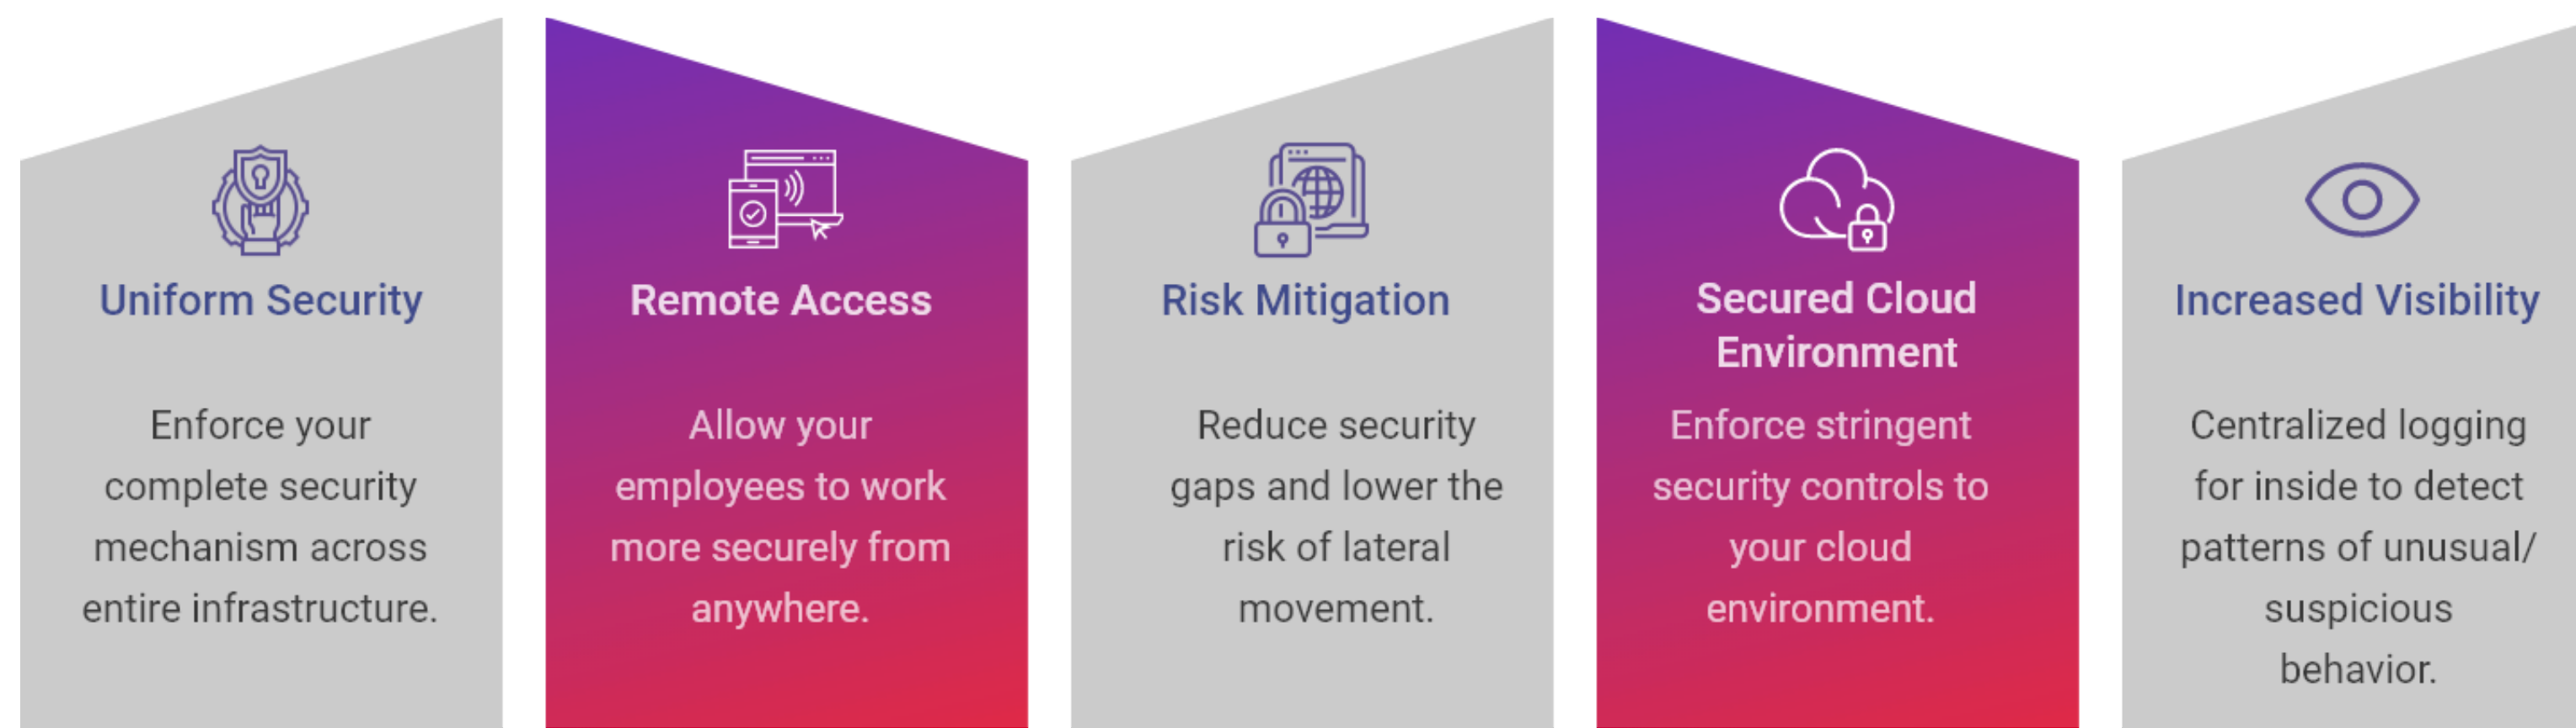 Uniform Security
Enforce your
complete security
mechanism across
entire infrastructure.
Remote Access
Allow your
employees to work
more securely from
anywhere.
Risk Mitigation
Reduce security
gaps and lower the
risk of lateral
movement.
Secured Cloud
Environment
Enforce stringent
security controls to
your cloud
environment.
Increased Visibility
Centralized logging
for inside to detect
patterns of unusual/
suspicious
behavior.